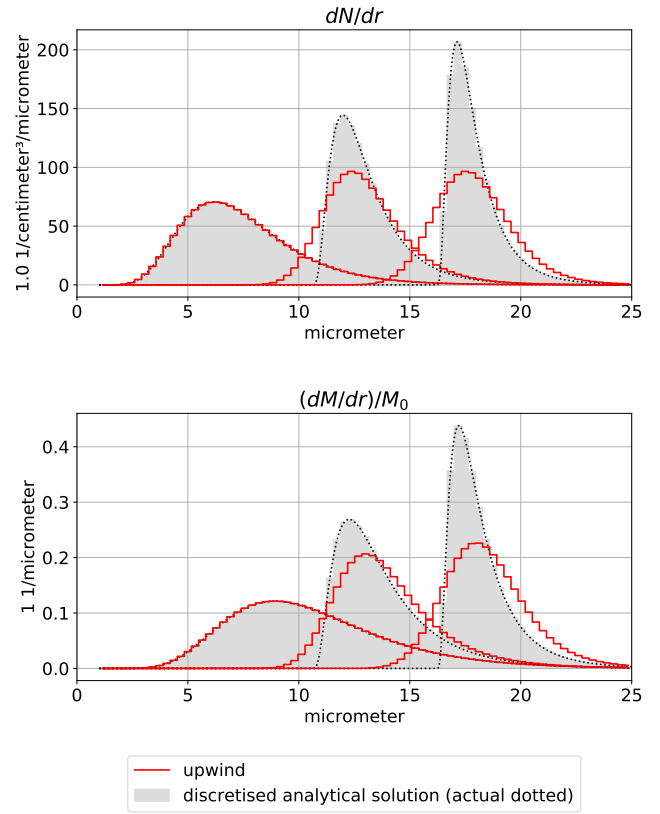 dN/dr
200
150
100
50
0
1.0 1/centimeter³/micrometer
0 5 10 15 20 25
micrometer
(dM/dr)/M₀
0.4
0.3
0.2
0.1
0.0
1 1/micrometer
0 5 10 15 20 25
micrometer
upwind
discretised analytical solution (actual dotted)